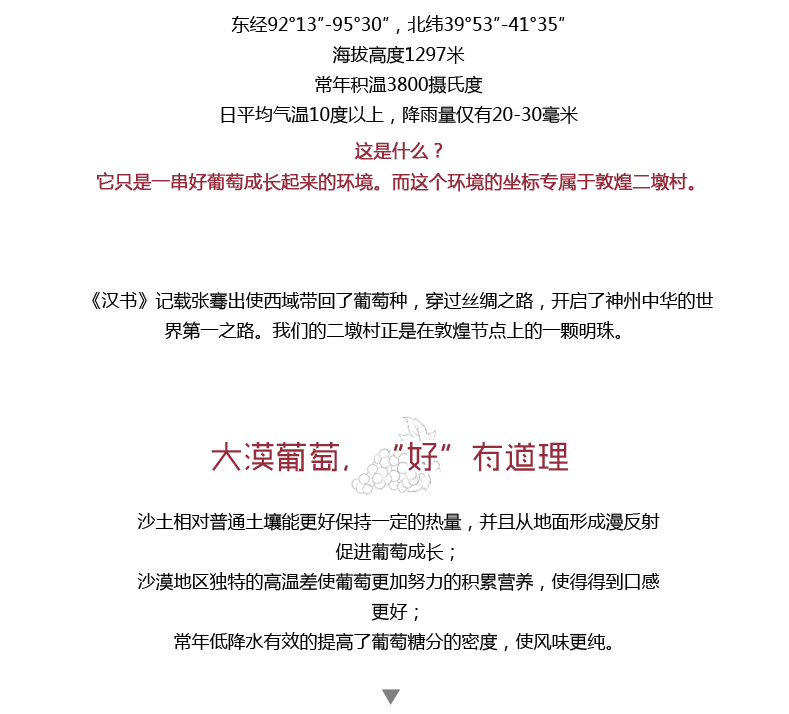 东经92°13″-95°30″，北纬39°53″-41°35″
海拔高度1297米
常年积温3800摄氏度
日平均气温10度以上，降雨量仅有20-30毫米
这是什么？
它只是一串好葡萄成长起来的环境。而这个环境的坐标专属于敦煌二墩村。
《汉书》记载张骞出使西域带回了葡萄种，穿过丝绸之路，开启了神州中华的世
界第一之路。我们的二墩村正是在敦煌节点上的一颗明珠。
大漠葡萄，“好”有道理
沙土相对普通土壤能更好保持一定的热量，并且从地面形成漫反射
促进葡萄成长；
沙漠地区独特的高温差使葡萄更加努力的积累营养，使得得到口感
更好；
常年低降水有效的提高了葡萄糖分的密度，使风味更纯。